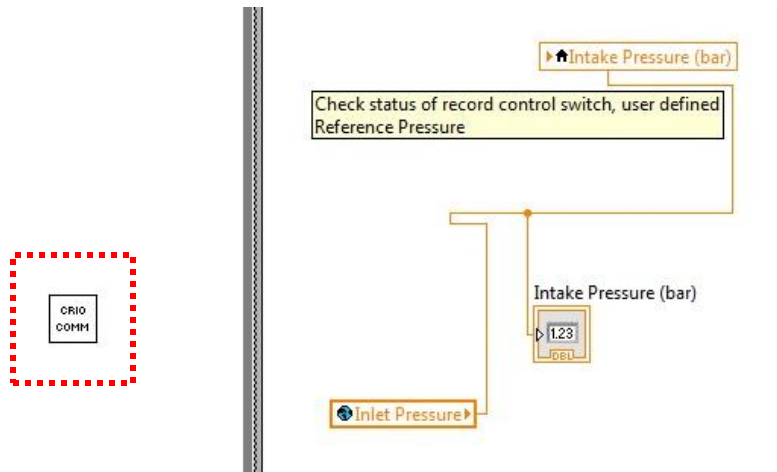 Intake Pressure (bar)
Check status of record control switch, user defined
Reference Pressure
CRIO
COMM
Intake Pressure (bar)
1.23
DBL
Inlet Pressure